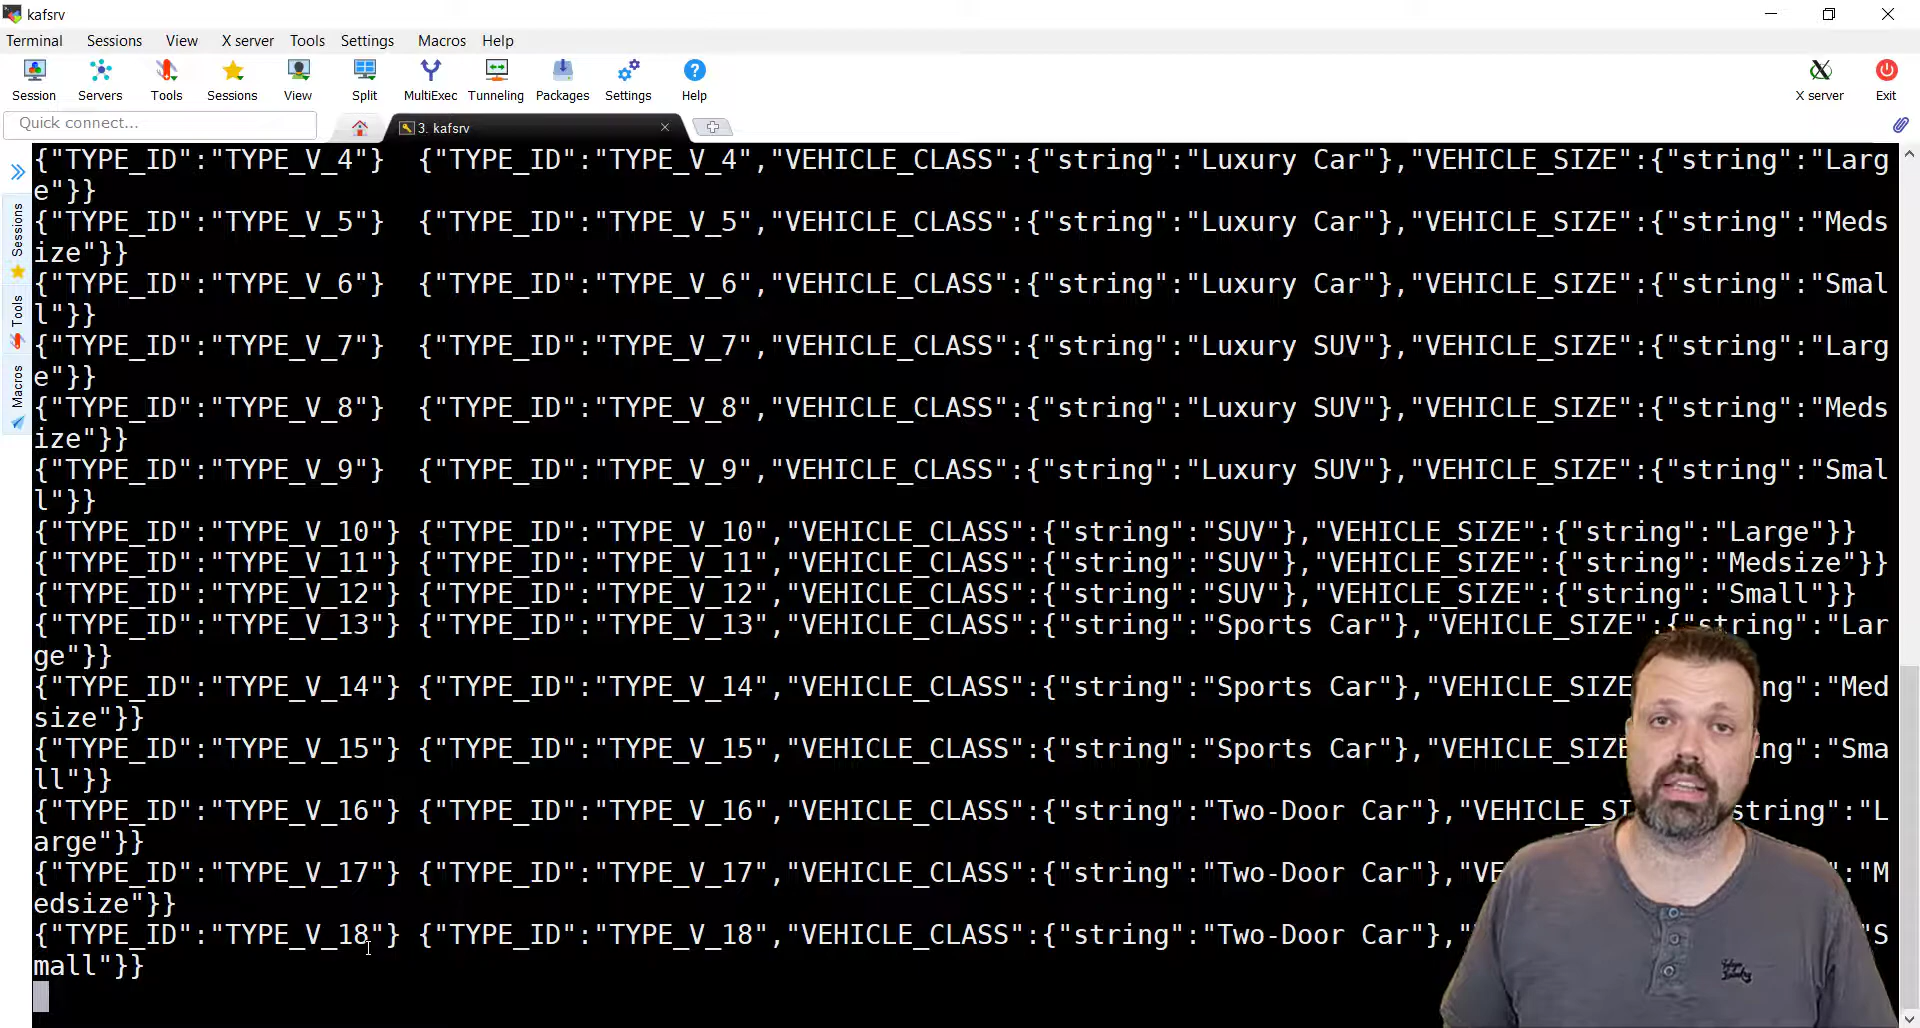 kafsrv
Terminal Sessions View X server Tools Settings Macros Help
Session Servers Tools Sessions View Split MultiExec Tunneling Packages Settings Help X server Exit
Quick connect... 3. kafsrv
Sessions
Tools
Macros
{"TYPE_ID":"TYPE_V_4"} {"TYPE_ID":"TYPE_V_4","VEHICLE_CLASS":{"string":"Luxury Car"},"VEHICLE_SIZE":{"string":"Larg
e"}}
{"TYPE_ID":"TYPE_V_5"} {"TYPE_ID":"TYPE_V_5","VEHICLE_CLASS":{"string":"Luxury Car"},"VEHICLE_SIZE":{"string":"Meds
ize"}}
{"TYPE_ID":"TYPE_V_6"} {"TYPE_ID":"TYPE_V_6","VEHICLE_CLASS":{"string":"Luxury Car"},"VEHICLE_SIZE":{"string":"Smal
l"}}
{"TYPE_ID":"TYPE_V_7"} {"TYPE_ID":"TYPE_V_7","VEHICLE_CLASS":{"string":"Luxury SUV"},"VEHICLE_SIZE":{"string":"Larg
e"}}
{"TYPE_ID":"TYPE_V_8"} {"TYPE_ID":"TYPE_V_8","VEHICLE_CLASS":{"string":"Luxury SUV"},"VEHICLE_SIZE":{"string":"Meds
ize"}}
{"TYPE_ID":"TYPE_V_9"} {"TYPE_ID":"TYPE_V_9","VEHICLE_CLASS":{"string":"Luxury SUV"},"VEHICLE_SIZE":{"string":"Smal
l"}}
{"TYPE_ID":"TYPE_V_10"} {"TYPE_ID":"TYPE_V_10","VEHICLE_CLASS":{"string":"SUV"},"VEHICLE_SIZE":{"string":"Large"}}
{"TYPE_ID":"TYPE_V_11"} {"TYPE_ID":"TYPE_V_11","VEHICLE_CLASS":{"string":"SUV"},"VEHICLE_SIZE":{"string":"Medsize"}}
{"TYPE_ID":"TYPE_V_12"} {"TYPE_ID":"TYPE_V_12","VEHICLE_CLASS":{"string":"SUV"},"VEHICLE_SIZE":{"string":"Small"}}
{"TYPE_ID":"TYPE_V_13"} {"TYPE_ID":"TYPE_V_13","VEHICLE_CLASS":{"string":"Sports Car"},"VEHICLE_SIZE":{"string":"Lar
ge"}}
{"TYPE_ID":"TYPE_V_14"} {"TYPE_ID":"TYPE_V_14","VEHICLE_CLASS":{"string":"Sports Car"},"VEHICLE_SIZE ng":"Med
size"}}
{"TYPE_ID":"TYPE_V_15"} {"TYPE_ID":"TYPE_V_15","VEHICLE_CLASS":{"string":"Sports Car"},"VEHICLE_SIZE ing":"Sma
ll"}}
{"TYPE_ID":"TYPE_V_16"} {"TYPE_ID":"TYPE_V_16","VEHICLE_CLASS":{"string":"Two-Door Car"},"VEHICLE_SI string":"L
arge"}}
{"TYPE_ID":"TYPE_V_17"} {"TYPE_ID":"TYPE_V_17","VEHICLE_CLASS":{"string":"Two-Door Car"},"VE :"M
edsize"}}
{"TYPE_ID":"TYPE_V_18"} {"TYPE_ID":"TYPE_V_18","VEHICLE_CLASS":{"string":"Two-Door Car"}," "S
mall"}}